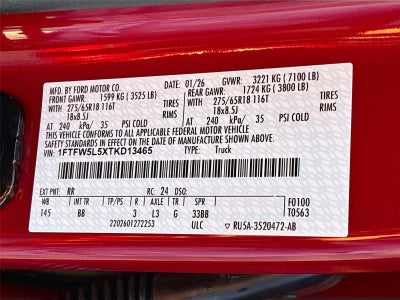 MFD. BY FORD MOTOR CO. 01/26 GVWR: 3221 KG ( 7100 LB)
FRONT GAWR: 1599 KG ( 3525 LB) REAR GAWR: 1724 KG ( 3800 LB)
275/65R18 116T TIRES 275/65R18 116T TIRES
18x8.5J RIMS 18x8.5J RIMS
AT 240 kPa/ 35 PSI COLD AT 240 kPa/ 35 PSI COLD
THIS VEHICLE CONFORMS TO ALL APPLICABLE FEDERAL MOTOR VEHICLE
SAFETY, BUMPER, AND THEFT PREVENTION STANDARDS IN EFFECT ON THE DATE OF
MANUFACTURE SHOWN ABOVE.
VIN: 1FTFW5L5XTKD13465 TYPE: Truck
EXT PNT: RR RC: 24 DSO: F0100
WB INT TR TP/PS R AXLE TR SPR T0563
145 BB 3 L3 G 33BB
2202601272253 ULC RU5A-3520472-AB